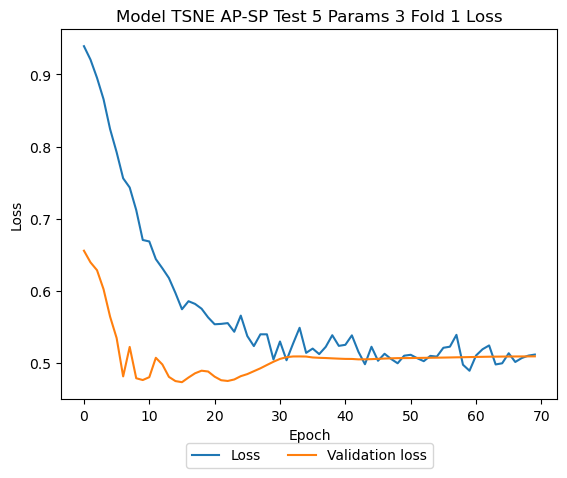 Model TSNE AP-SP Test 5 Params 3 Fold 1 Loss
0.9
0.8
0.7
0.6
0.5
Loss
0 10 20 30 40 50 60 70
Epoch
Loss Validation loss